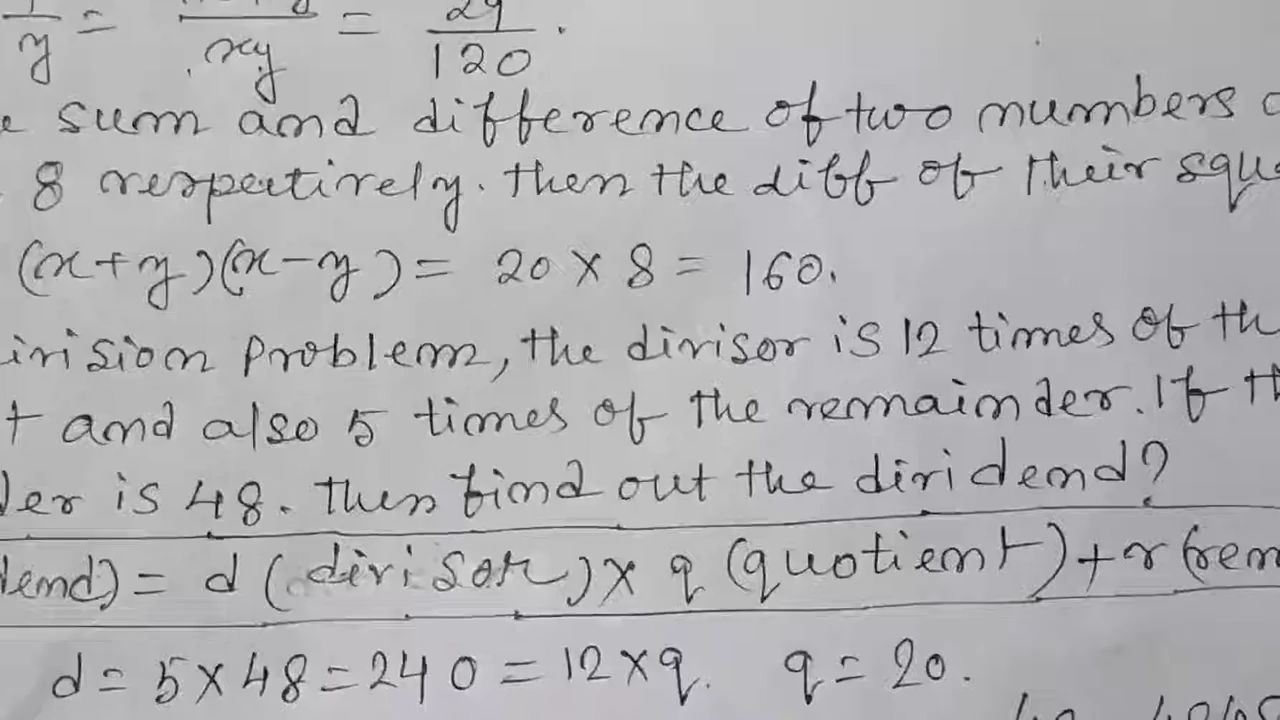 y = xy = 29/120.
sum and difference of two numbers
8 respectively. then the diff of their squ
(x+y)(x-y) = 20 × 8 = 160.
ivision problem, the divisor is 12 times of th
t and also 5 times of the remainder. If th
der is 48. Then find out the dividend?
dend) = d (divisor) × q (quotient) + r (rem
d = 5×48 = 240 = 12×q. q = 20.